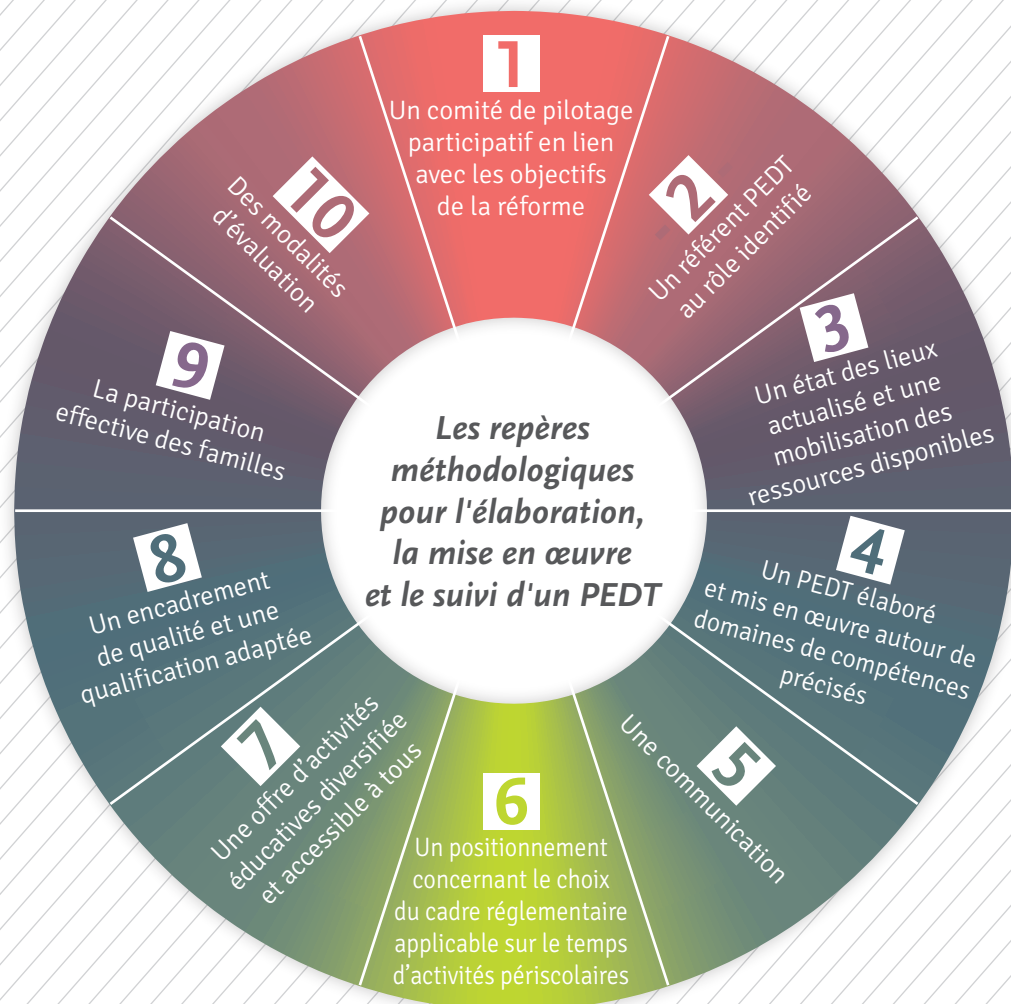 1
Un comité de pilotage
participatif en lien
avec les objectifs
de la réforme
2
Un référent PEDT
au rôle identifié
3
Un état des lieux
actualisé et une
mobilisation des
ressources disponibles
4
Un PEDT élaboré
et mis en œuvre autour de
domaines de compétences
précisés
5
Une communication
6
Un positionnement
concernant le choix
du cadre réglementaire
applicable sur le temps
d’activités périscolaires
7
Une offre d’activités
éducatives diversifiée
et accessible à tous
8
Un encadrement
de qualité et une
qualification adaptée
9
La participation
effective des familles
10
Des modalités
d’évaluation
Les repères
méthodologiques
pour l'élaboration,
la mise en œuvre
et le suivi d'un PEDT